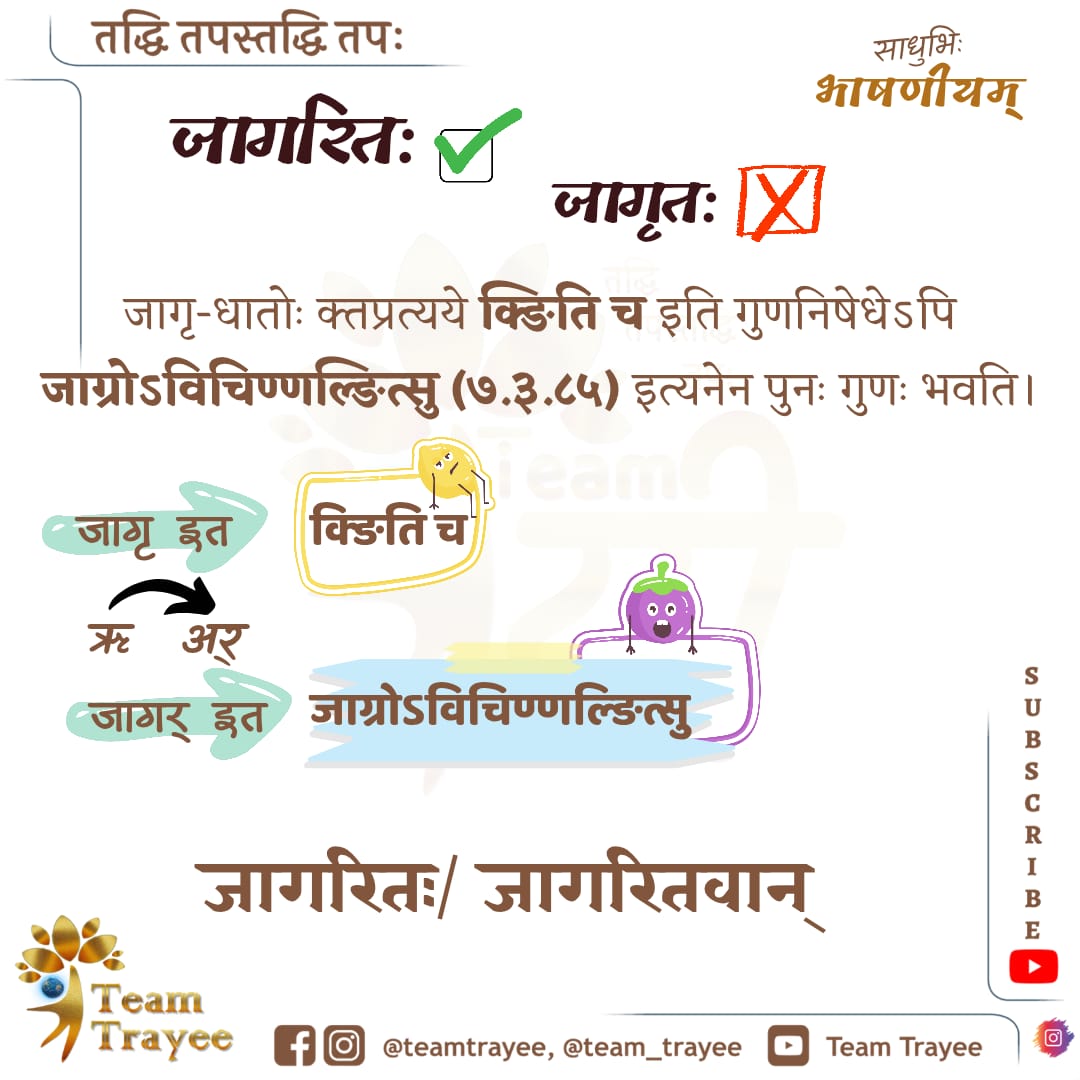 तद्धि तपस्तद्धि तपः
साधुभिः
भाषणीयम्
जागरितः
जागृतः
जागृ-धातोः क्तप्रत्यये क्ङिति च इति गुणनिषेधेऽपि
जाग्रोऽविचिण्णल्ङित्सु (७.३.८५) इत्यनेन पुनः गुणः भवति।
जागृ इत
क्ङिति च
ऋ अर्
जागर् इत
जाग्रोऽविचिण्णल्ङित्सु
जागरितः/ जागरितवान्
SUBSCRIBE
Team
Trayee
@teamtrayee, @team_trayee
Team Trayee